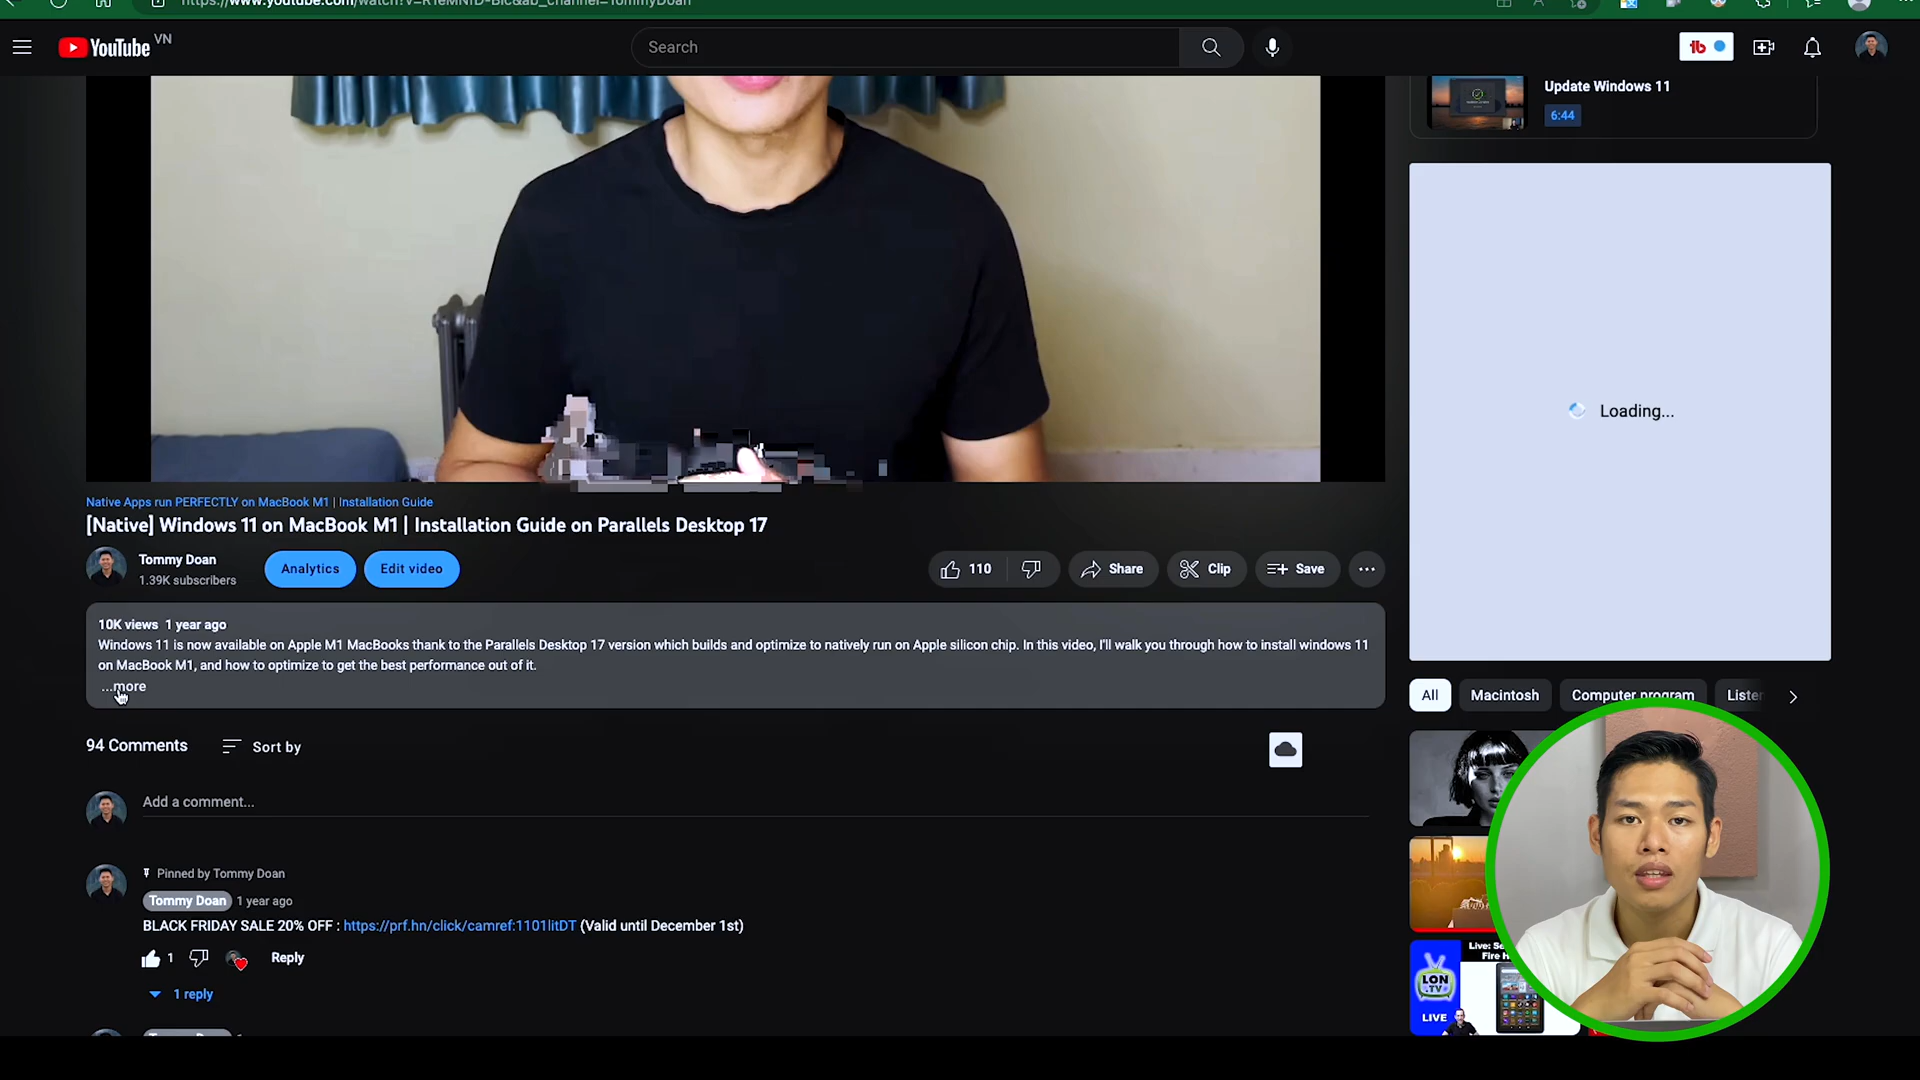 YouTube VN
Search
Update Windows 11
6:44
Loading...
Native Apps run PERFECTLY on MacBook M1 | Installation Guide
[Native] Windows 11 on MacBook M1 | Installation Guide on Parallels Desktop 17
Tommy Doan
1.39K subscribers
Analytics
Edit video
110
Share
Clip
Save
10K views 1 year ago
Windows 11 is now available on Apple M1 MacBooks thank to the Parallels Desktop 17 version which builds and optimize to natively run on Apple silicon chip. In this video, I'll walk you through how to install windows 11
on MacBook M1, and how to optimize to get the best performance out of it.
...more
All
Macintosh
Computer program
94 Comments
Sort by
Add a comment...
Pinned by Tommy Doan
Tommy Doan 1 year ago
BLACK FRIDAY SALE 20% OFF : https://prf.hn/click/camref:1101litDT (Valid until December 1st)
1
Reply
1 reply
LON
.TV
LIVE